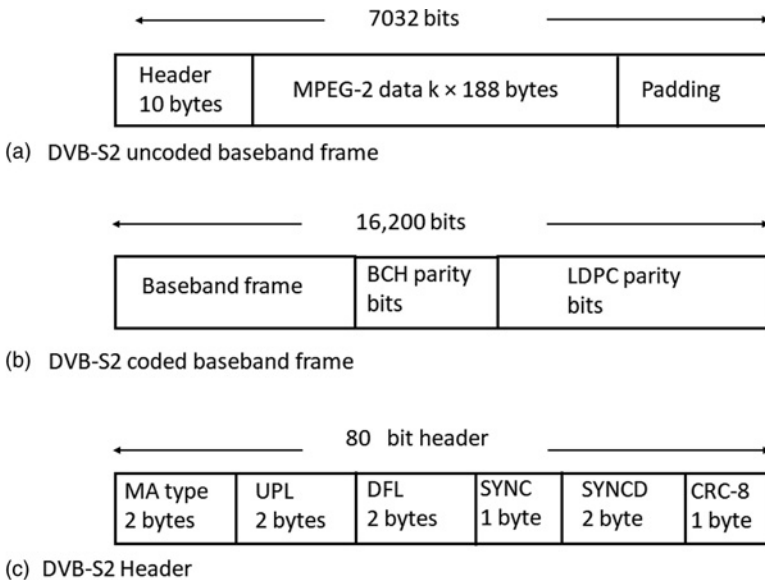 7032 bits
Header
10 bytes
MPEG-2 data k × 188 bytes
Padding
(a) DVB-S2 uncoded baseband frame
16,200 bits
Baseband frame
BCH parity
bits
LDPC parity
bits
(b) DVB-S2 coded baseband frame
80 bit header
MA type
2 bytes
UPL
2 bytes
DFL
2 bytes
SYNC
1 byte
SYNCD
2 byte
CRC-8
1 byte
(c) DVB-S2 Header